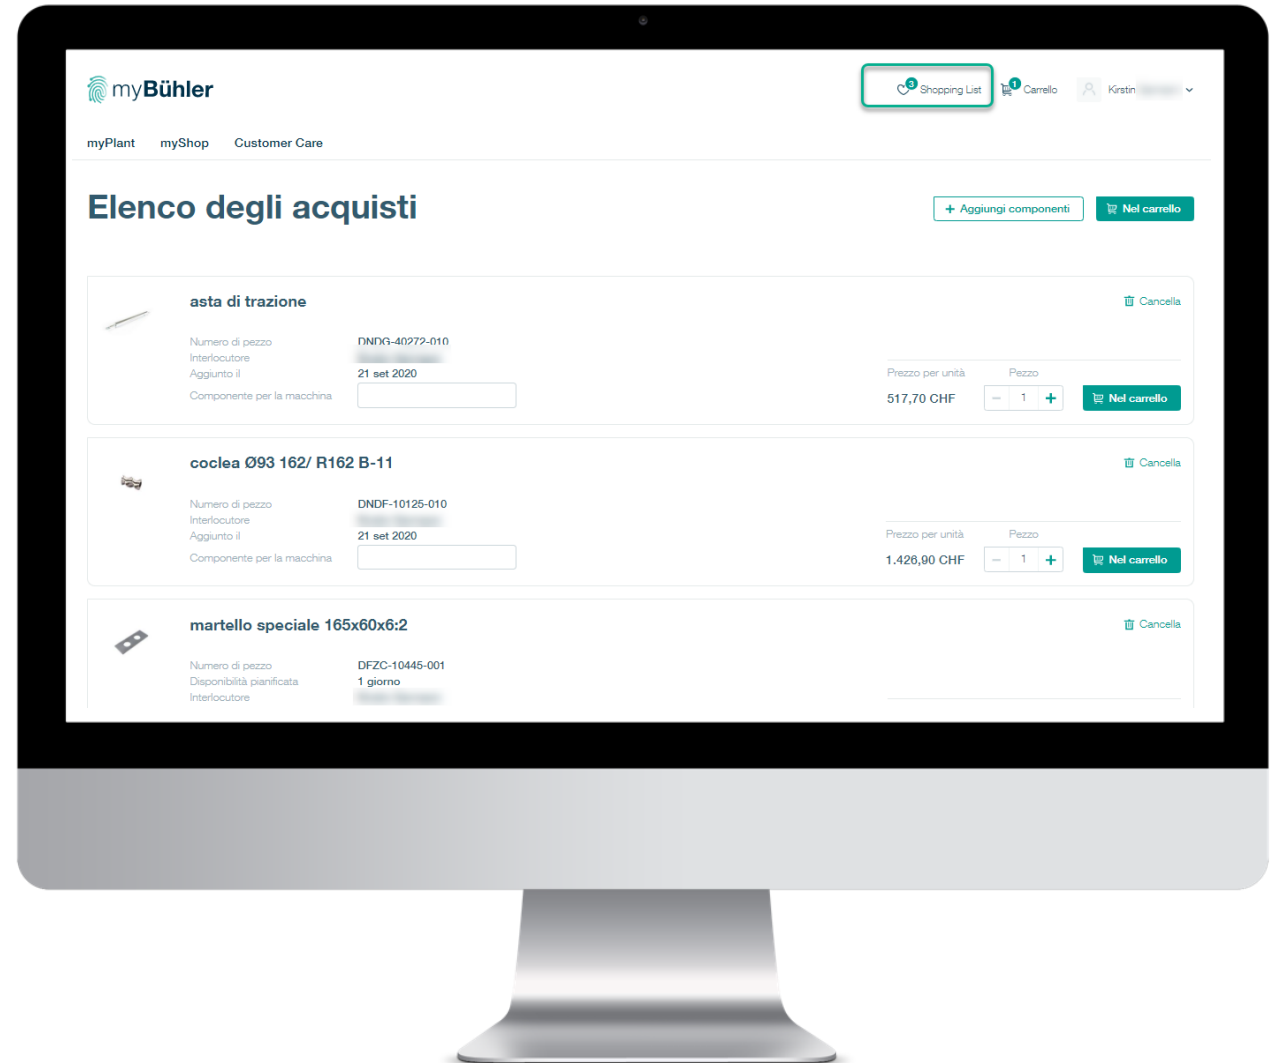 myBühler
3 Shopping List
1 Carrello
Kirstin
myPlant myShop Customer Care
Elenco degli acquisti
+ Aggiungi componenti
Nel carrello
asta di trazione
Cancella
Numero di pezzo DNDG-40272-010
Interlocutore
Aggiunto il 21 set 2020
Componente per la macchina
Prezzo per unità Pezzo
517,70 CHF − 1 + Nel carrello
coclea Ø93 162/ R162 B-11
Cancella
Numero di pezzo DNDF-10125-010
Interlocutore
Aggiunto il 21 set 2020
Componente per la macchina
Prezzo per unità Pezzo
1.426,90 CHF − 1 + Nel carrello
martello speciale 165x60x6:2
Cancella
Numero di pezzo DFZC-10445-001
Disponibilità pianificata 1 giorno
Interlocutore